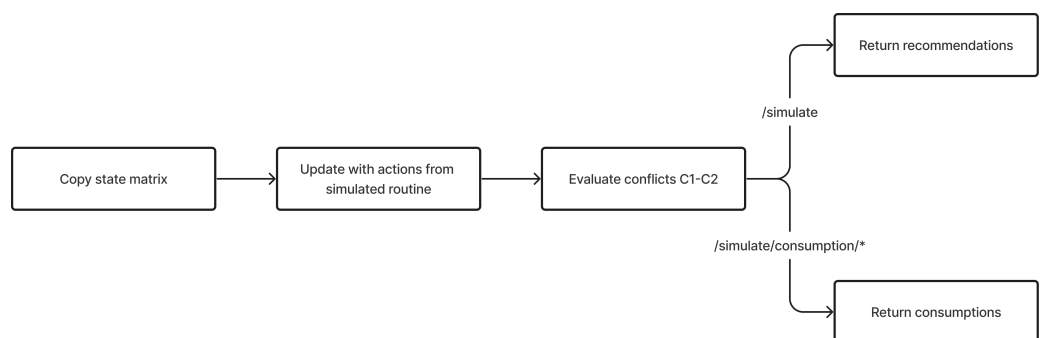 Return recommendations
/simulate
Copy state matrix
Update with actions from
simulated routine
Evaluate conflicts C1-C2
/simulate/consumption/*
Return consumptions